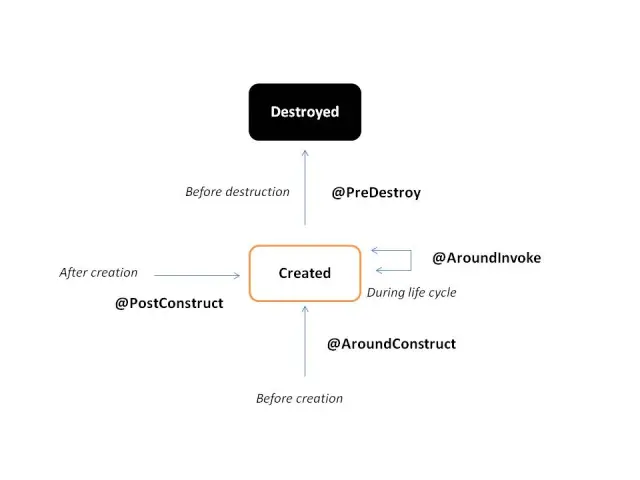 Destroyed
Before destruction
@PreDestroy
@AroundInvoke
After creation
Created
During life cycle
@PostConstruct
@AroundConstruct
Before creation